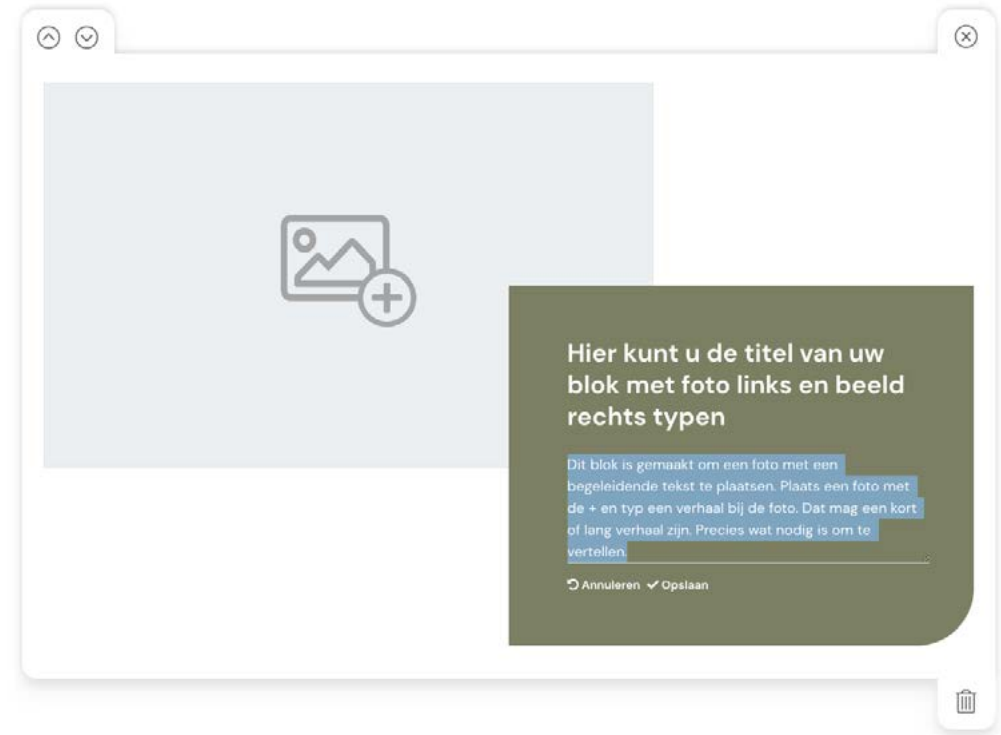 Hier kunt u de titel van uw
blok met foto links en beeld
rechts typen
Dit blok is gemaakt om een foto met een
begeleidende tekst te plaatsen. Plaats een foto met
de + en typ een verhaal bij de foto. Dat mag een kort
of lang verhaal zijn. Precies wat nodig is om te
vertellen.
Annuleren Opslaan